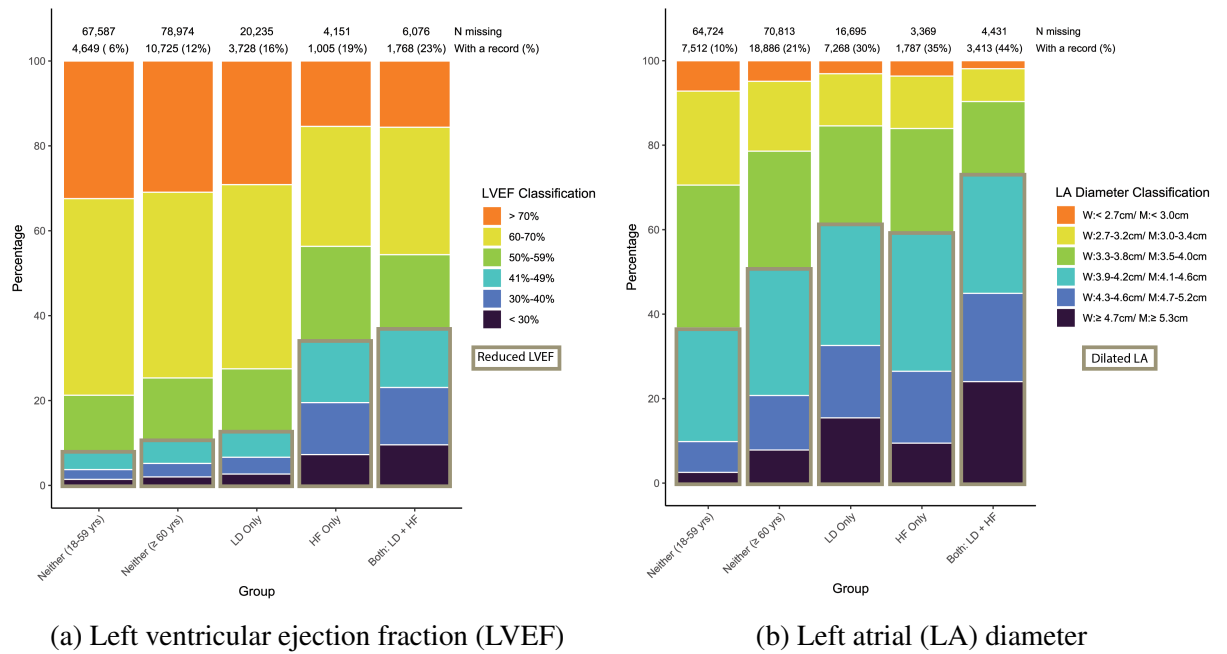 67,587 78,974 20,235 4,151 6,076 N missing
4,649 ( 6%) 10,725 (12%) 3,728 (16%) 1,005 (19%) 1,768 (23%) With a record (%)
100
80
60
40
20
0
Percentage
Neither (18-59 yrs)
Neither (≥ 60 yrs)
LD Only
HF Only
Both: LD + HF
Group
LVEF Classification
> 70%
60-70%
50%-59%
41%-49%
30%-40%
< 30%
Reduced LVEF
(a) Left ventricular ejection fraction (LVEF)
64,724 70,813 16,695 3,369 4,431 N missing
7,512 (10%) 18,886 (21%) 7,268 (30%) 1,787 (35%) 3,413 (44%) With a record (%)
100
80
60
40
20
0
Percentage
Neither (18-59 yrs)
Neither (≥ 60 yrs)
LD Only
HF Only
Both: LD + HF
Group
LA Diameter Classification
W:< 2.7cm/ M:< 3.0cm
W:2.7-3.2cm/ M:3.0-3.4cm
W:3.3-3.8cm/ M:3.5-4.0cm
W:3.9-4.2cm/ M:4.1-4.6cm
W:4.3-4.6cm/ M:4.7-5.2cm
W:≥ 4.7cm/ M:≥ 5.3cm
Dilated LA
(b) Left atrial (LA) diameter